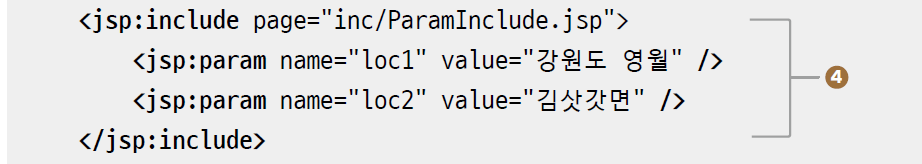 <jsp:include page="inc/ParamInclude.jsp">
    <jsp:param name="loc1" value="강원도 영월" />
    <jsp:param name="loc2" value="김삿갓면" />
</jsp:include>
❹